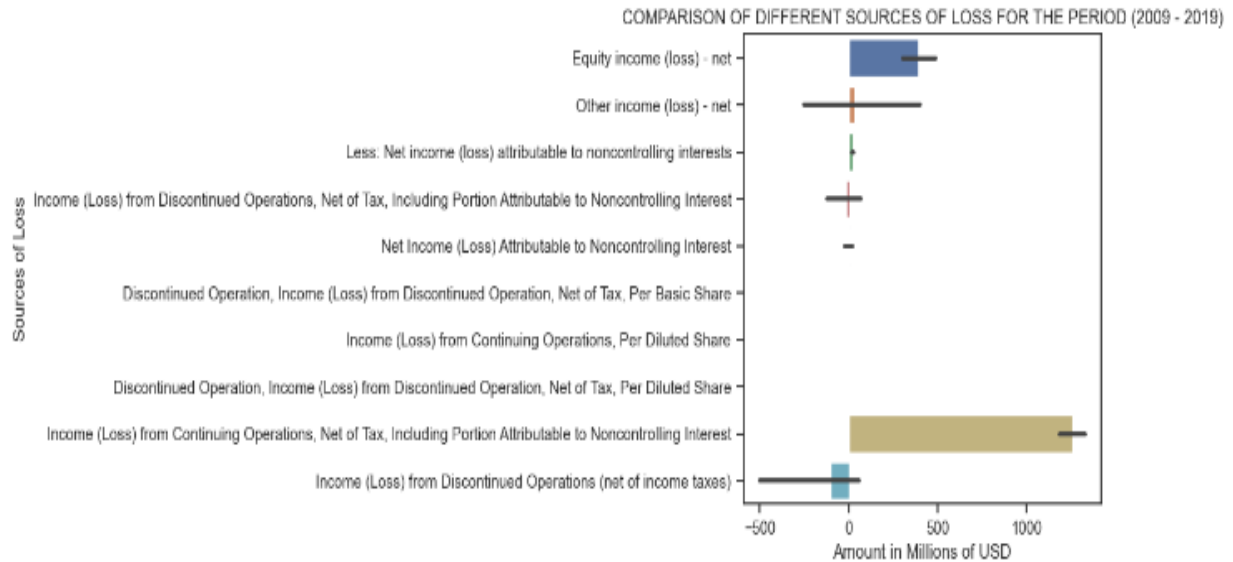 COMPARISON OF DIFFERENT SOURCES OF LOSS FOR THE PERIOD (2009 - 2019)
Sources of Loss
Equity income (loss) - net
Other income (loss) - net
Less: Net income (loss) attributable to noncontrolling interests
Income (Loss) from Discontinued Operations, Net of Tax, Including Portion Attributable to Noncontrolling Interest
Net Income (Loss) Attributable to Noncontrolling Interest
Discontinued Operation, Income (Loss) from Discontinued Operation, Net of Tax, Per Basic Share
Income (Loss) from Continuing Operations, Per Diluted Share
Discontinued Operation, Income (Loss) from Discontinued Operation, Net of Tax, Per Diluted Share
Income (Loss) from Continuing Operations, Net of Tax, Including Portion Attributable to Noncontrolling Interest
Income (Loss) from Discontinued Operations (net of income taxes)
−500 0 500 1000
Amount in Millions of USD